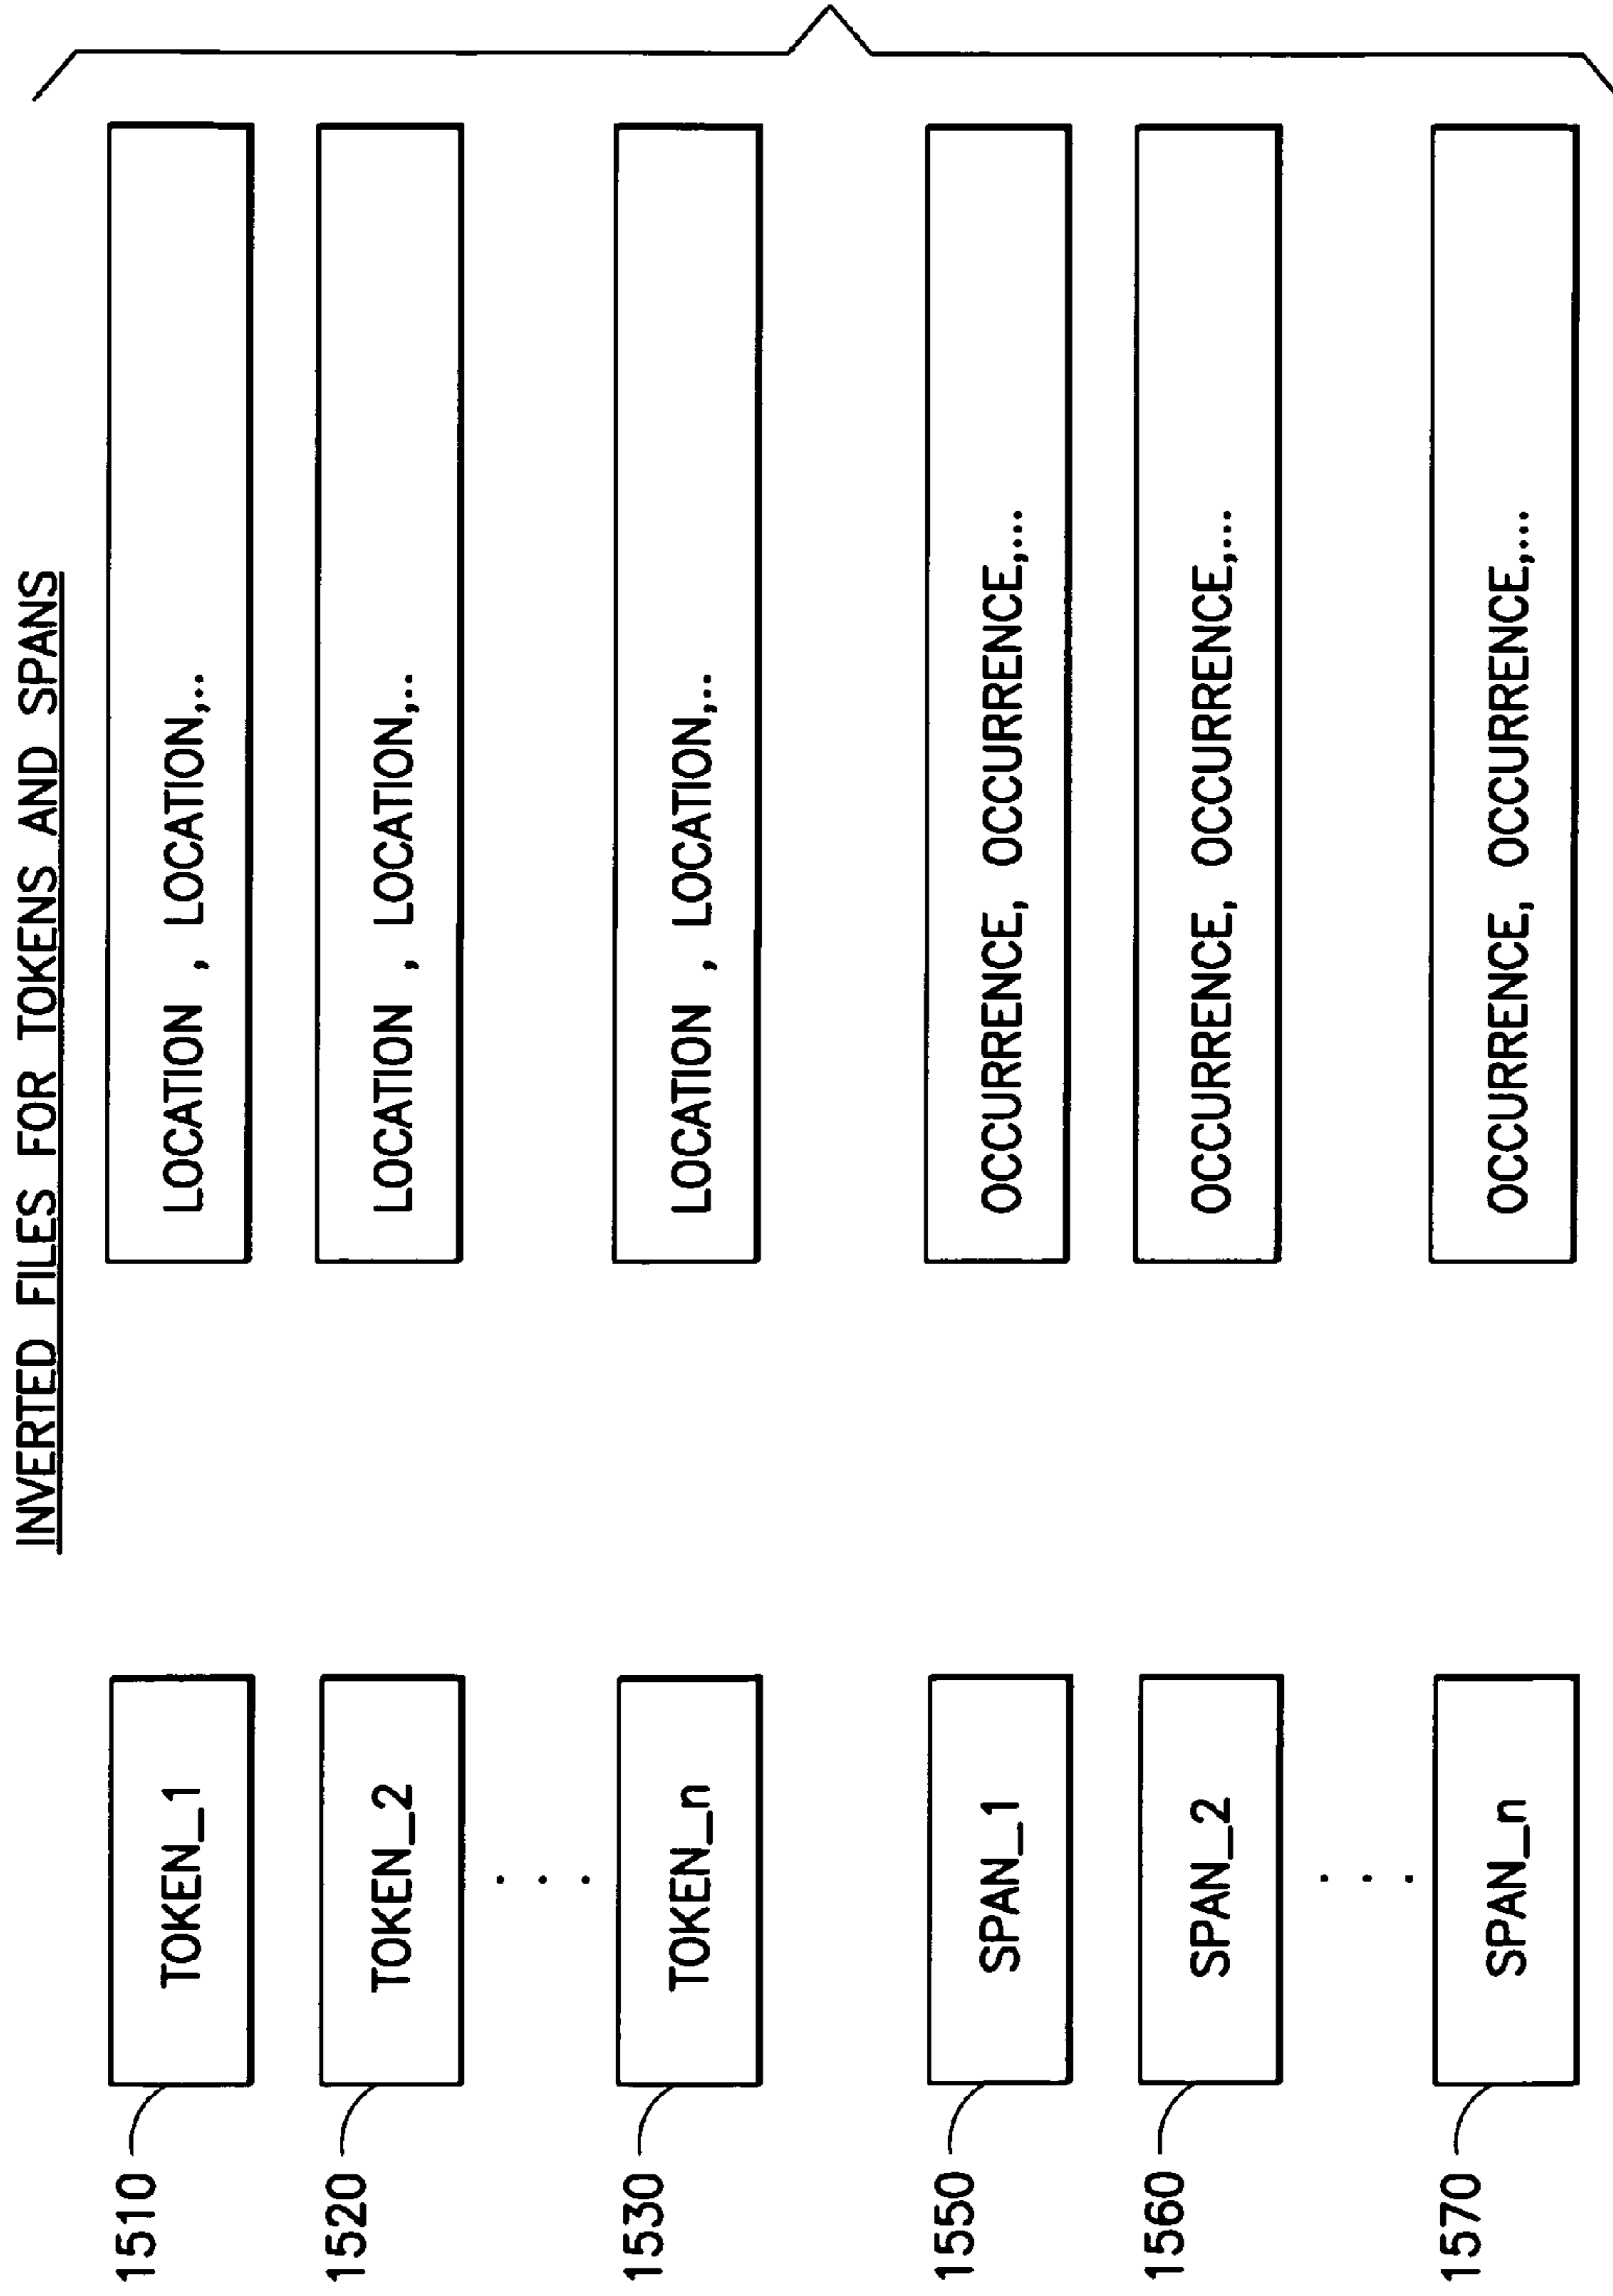 INVERTED FILES FOR TOKENS AND SPANS
1510 TOKEN_1 LOCATION , LOCATION,...
1520 TOKEN_2 LOCATION , LOCATION,...
. . .
1530 TOKEN_n LOCATION , LOCATION,...
1550 SPAN_1 OCCURRENCE, OCCURRENCE,...
1560 SPAN_2 OCCURRENCE, OCCURRENCE,...
. . .
1570 SPAN_n OCCURRENCE, OCCURRENCE,...